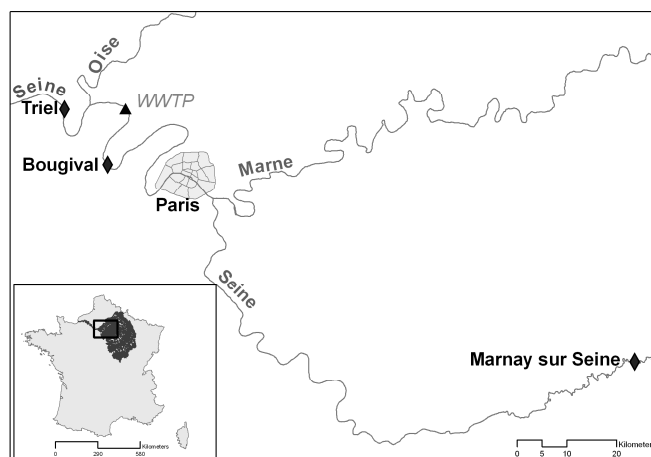 Oise
Seine
Triel
WWTP
Bougival
Marne
Paris
Seine
Marnay sur Seine
Kilometers
0 290 580
Kilometers
0 5 10 20